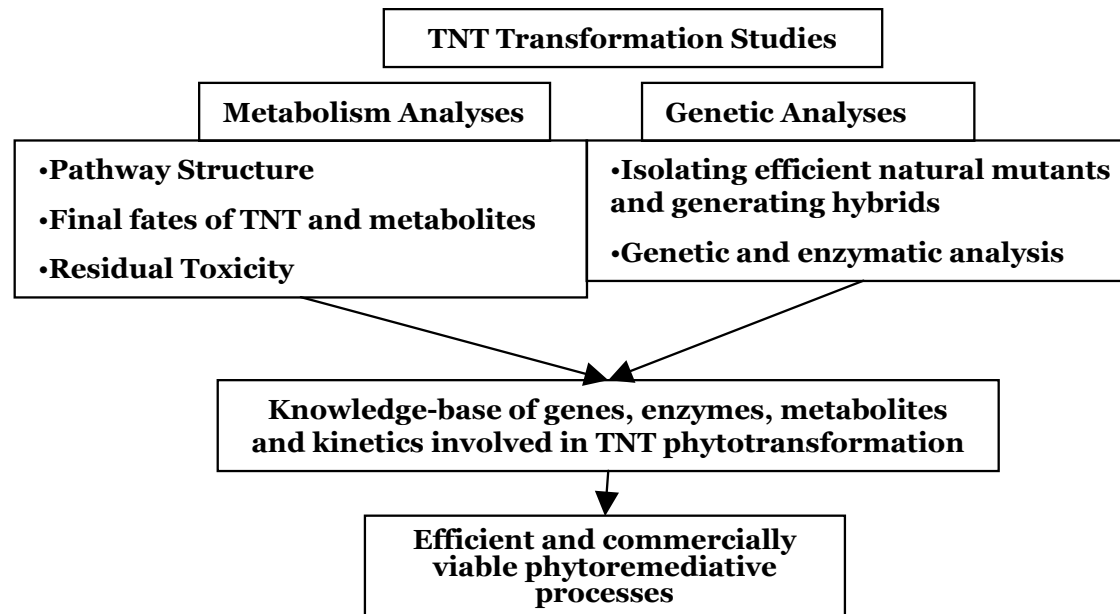 TNT Transformation Studies
Metabolism Analyses
•Pathway Structure
•Final fates of TNT and metabolites
•Residual Toxicity
Genetic Analyses
•Isolating efficient natural mutants
and generating hybrids
•Genetic and enzymatic analysis
Knowledge-base of genes, enzymes, metabolites
and kinetics involved in TNT phytotransformation
Efficient and commercially
viable phytoremediative
processes